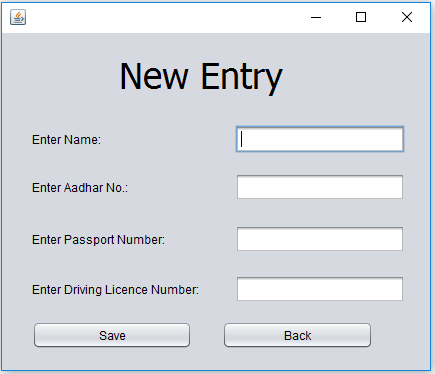 New Entry
Enter Name:
Enter Aadhar No.:
Enter Passport Number:
Enter Driving Licence Number:
Save Back